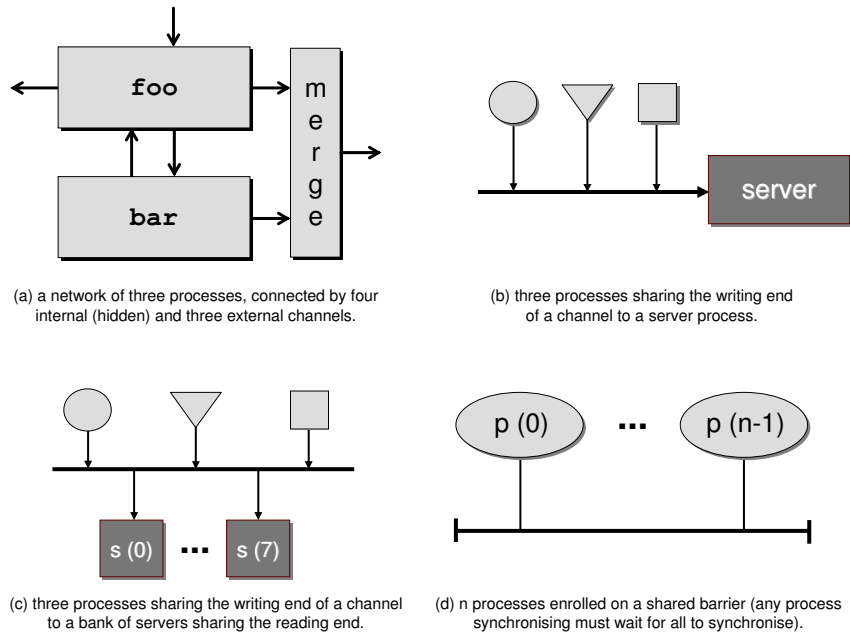 foo
bar
m
e
r
g
e
(a) a network of three processes, connected by four
internal (hidden) and three external channels.
server
(b) three processes sharing the writing end
of a channel to a server process.
s (0)
...
s (7)
(c) three processes sharing the writing end of a channel
to a bank of servers sharing the reading end.
p (0)
...
p (n-1)
(d) n processes enrolled on a shared barrier (any process
synchronising must wait for all to synchronise).